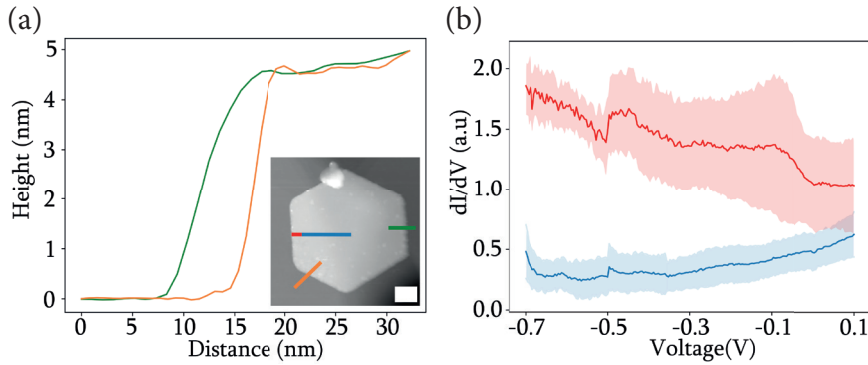 (a)
5
4
3
2
1
0
Height (nm)
0 5 10 15 20 25 30
Distance (nm)
(b)
2.0
1.5
1.0
0.5
0.0
dI/dV (a.u)
-0.7 -0.5 -0.3 -0.1 0.1
Voltage(V)